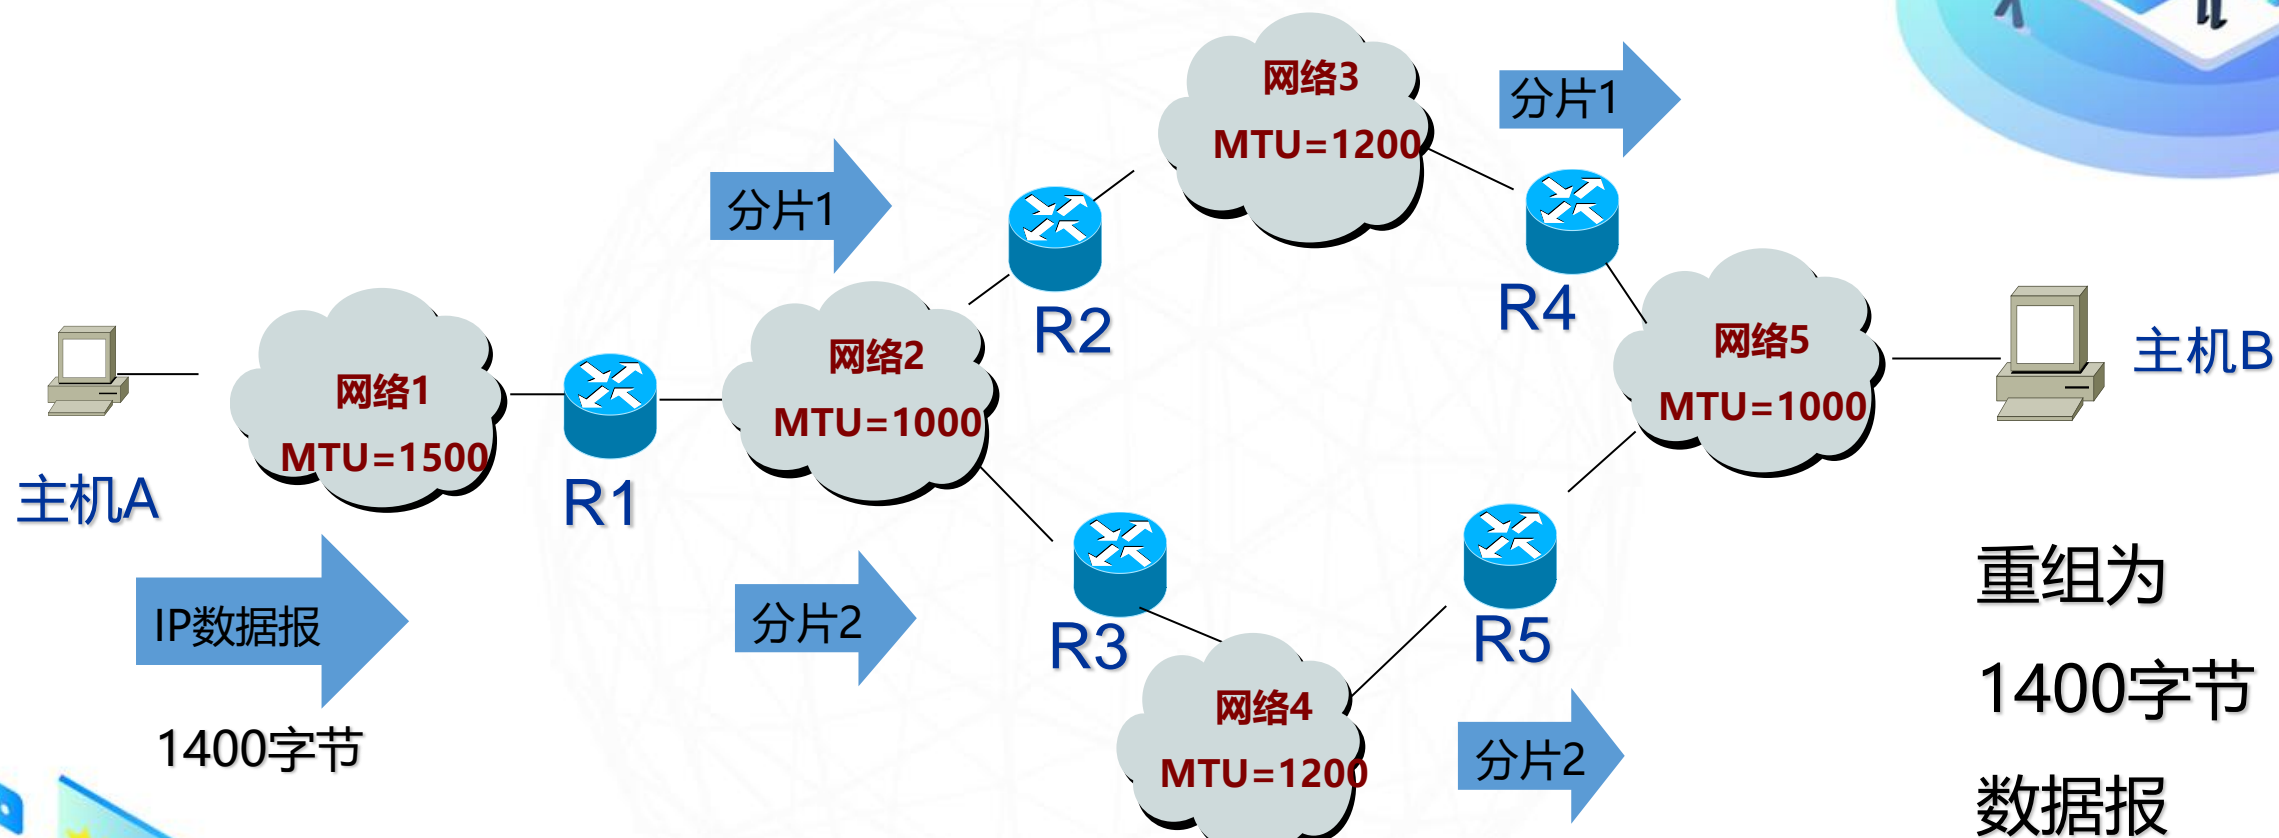 网络3
MTU=1200
分片1
分片1
R2
R4
网络1
MTU=1500
R1
网络2
MTU=1000
网络5
MTU=1000
主机B
主机A
IP数据报
1400字节
分片2
R3
R5
网络4
MTU=1200
分片2
重组为
1400字节
数据报